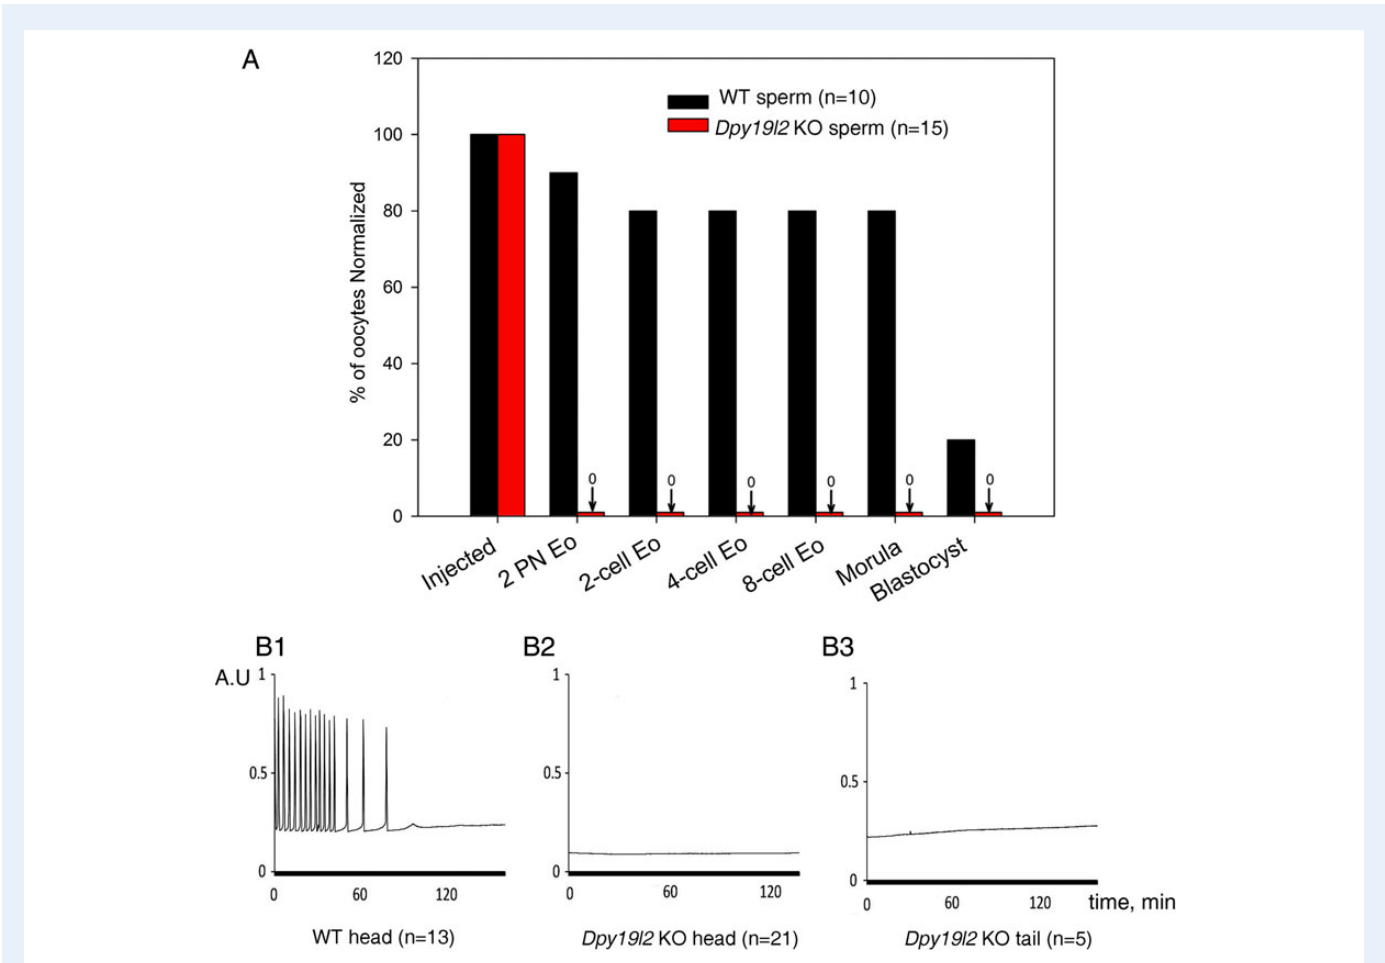 A
120
100
80
60
40
20
0
% of oocytes Normalized
WT sperm (n=10)
Dpy19l2 KO sperm (n=15)
0 0 0 0 0 0
Injected
2 PN Eo
2-cell Eo
4-cell Eo
8-cell Eo
Morula
Blastocyst
B1
A.U
1
0.5
0
0 60 120
WT head (n=13)
B2
1
0.5
0
0 60 120
Dpy19l2 KO head (n=21)
B3
1
0.5
0
0 60 120 time, min
Dpy19l2 KO tail (n=5)